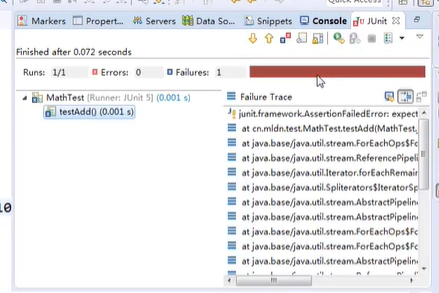 Quick Access
Markers Propert... Servers Data So... Snippets Console JUnit
Finished after 0.072 seconds
Runs: 1/1 Errors: 0 Failures: 1
MathTest [Runner: JUnit 5] (0.001 s)
testAdd() (0.001 s)
Failure Trace
junit.framework.AssertionFailedError: expect
at cn.mldn.test.MathTest.testAdd(MathTest.
at java.base/java.util.stream.ForEachOps$Fo
at java.base/java.util.stream.ReferencePipeli
at java.base/java.util.Iterator.forEachRemain
at java.base/java.util.Spliterators$IteratorSp
at java.base/java.util.stream.AbstractPipeline
at java.base/java.util.stream.AbstractPipeline
at java.base/java.util.stream.ForEachOps$Fo
at java.base/java.util.stream.ForEachOps$Fo
at java.base/java.util.stream.AbstractPipeline
10